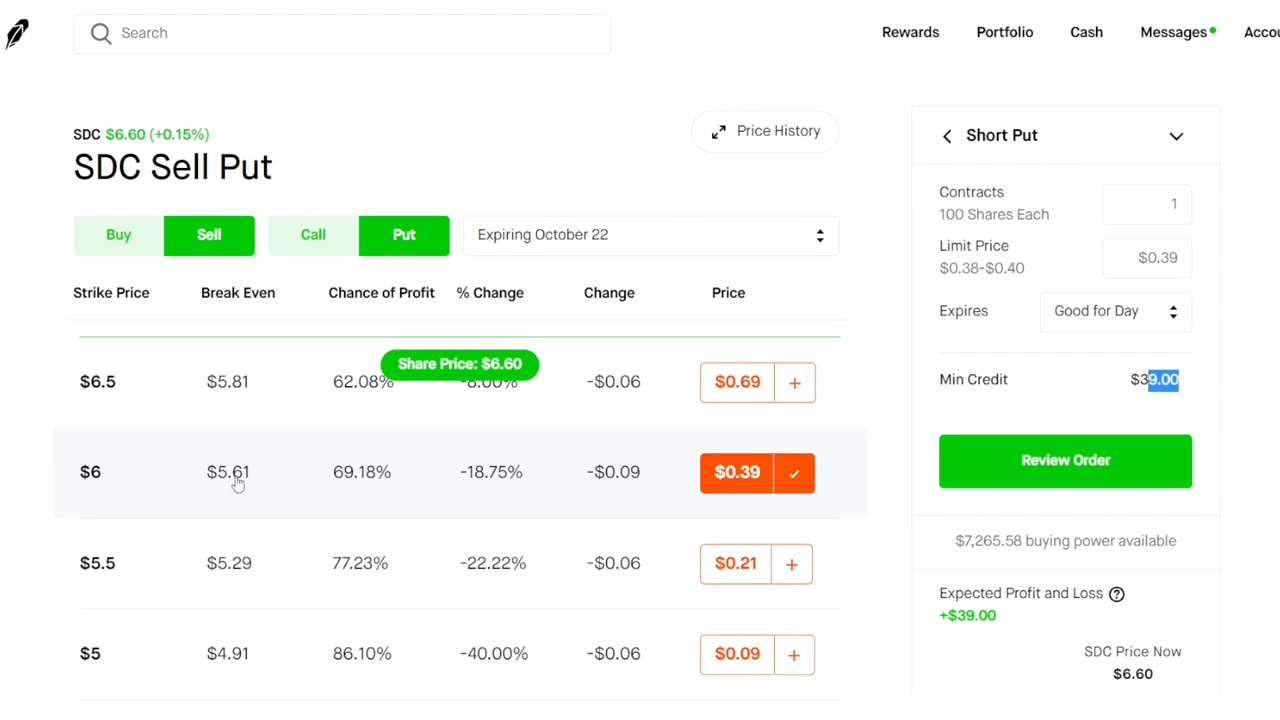 Search
Rewards Portfolio Cash Messages Accou
SDC $6.60 (+0.15%)
SDC Sell Put
Price History
Buy Sell Call Put Expiring October 22
Strike Price Break Even Chance of Profit % Change Change Price
Share Price: $6.60
$6.5 $5.81 62.08% -8.00% -$0.06 $0.69 +
$6 $5.61 69.18% -18.75% -$0.09 $0.39
$5.5 $5.29 77.23% -22.22% -$0.06 $0.21 +
$5 $4.91 86.10% -40.00% -$0.06 $0.09 +
Short Put
Contracts 1
100 Shares Each
Limit Price $0.39
$0.38-$0.40
Expires Good for Day
Min Credit $39.00
Review Order
$7,265.58 buying power available
Expected Profit and Loss ?
+$39.00
SDC Price Now
$6.60